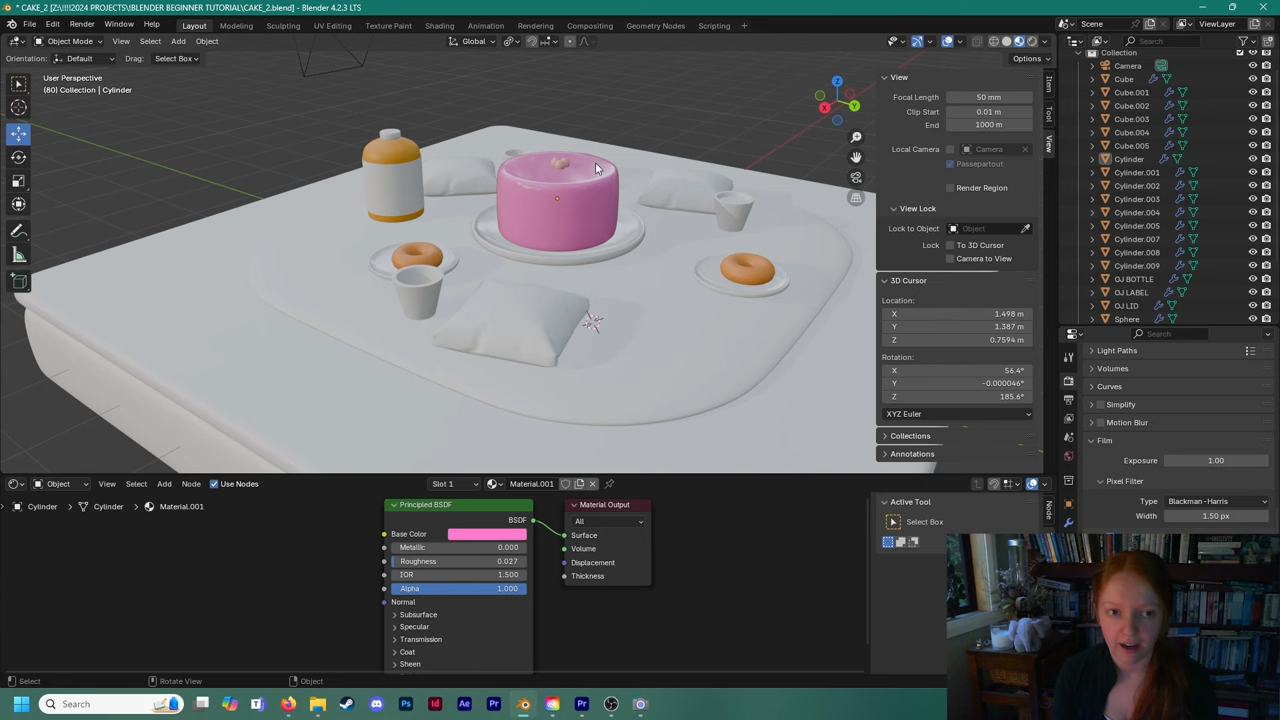 * CAKE_2 [Z:\!!!!2024 PROJECTS\BLENDER BEGINNER TUTORIAL\CAKE_2.blend] - Blender 4.2.3 LTS
File Edit Render Window Help Layout Modeling Sculpting UV Editing Texture Paint Shading Animation Rendering Compositing Geometry Nodes Scripting + Scene ViewLayer
Object Mode View Select Add Object Global
Orientation: Default Drag: Select Box Options
Search
User Perspective
(80) Collection | Cylinder
Z
X
Y
View
Focal Length 50 mm
Clip Start 0.01 m
End 1000 m
Local Camera Camera
Passepartout
Render Region
View Lock
Lock to Object Object
Lock To 3D Cursor
Camera to View
3D Cursor
Location:
X 1.498 m
Y 1.387 m
Z 0.7594 m
Rotation:
X 56.4°
Y -0.000046°
Z 185.6°
XYZ Euler
Collections
Annotations
Item
Tool
View
Collection
Camera
Cube
Cube.001
Cube.002
Cube.003
Cube.004
Cube.005
Cylinder
Cylinder.001
Cylinder.002
Cylinder.003
Cylinder.004
Cylinder.005
Cylinder.007
Cylinder.008
Cylinder.009
OJ BOTTLE
OJ LABEL
OJ LID
Sphere
Search
Light Paths
Volumes
Curves
Simplify
Motion Blur
Film
Exposure 1.00
Pixel Filter
Type Blackman-Harris
Width 1.50 px
Object View Select Add Node Use Nodes Slot 1 Material.001
Cylinder > Cylinder > Material.001
Principled BSDF
BSDF
Base Color
Metallic 0.000
Roughness 0.027
IOR 1.500
Alpha 1.000
Normal
Subsurface
Specular
Transmission
Coat
Sheen
Material Output
All
Surface
Volume
Displacement
Thickness
Active Tool
Select Box
Node
Select Rotate View Object
Search